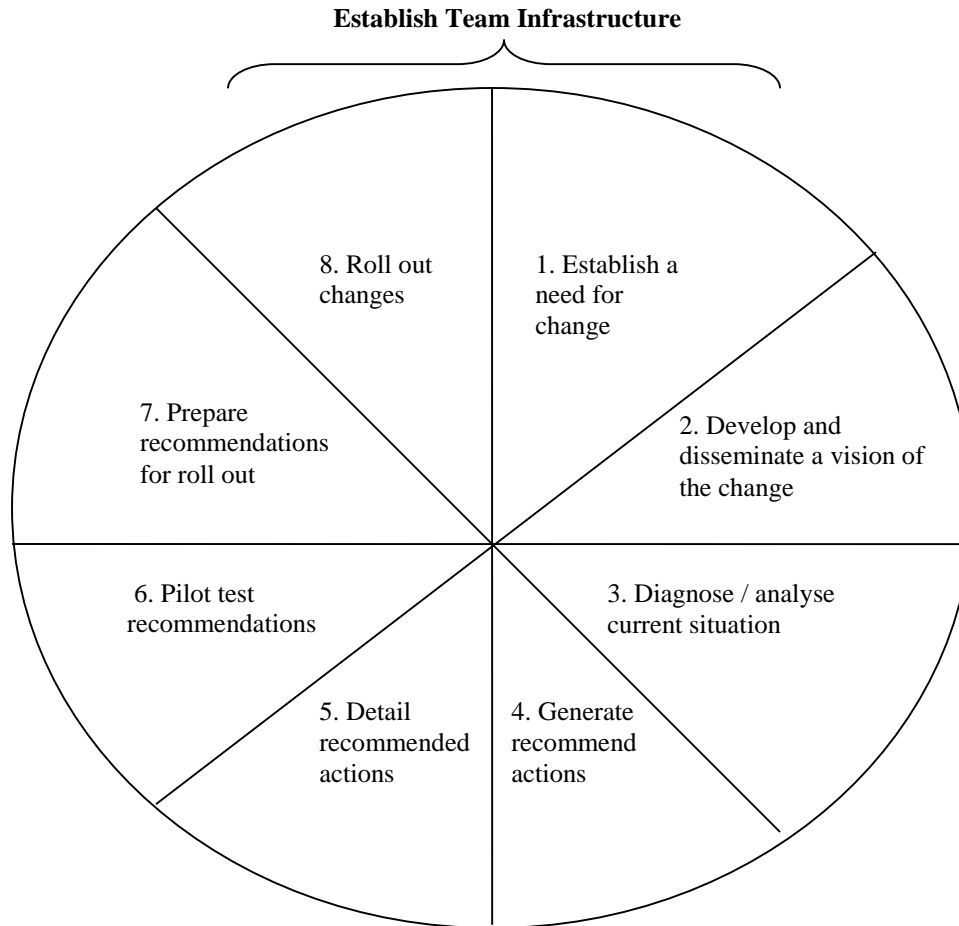 Establish Team Infrastructure
1. Establish a
need for
change
2. Develop and
disseminate a vision of
the change
3. Diagnose / analyse
current situation
4. Generate
recommend
actions
5. Detail
recommended
actions
6. Pilot test
recommendations
7. Prepare
recommendations
for roll out
8. Roll out
changes